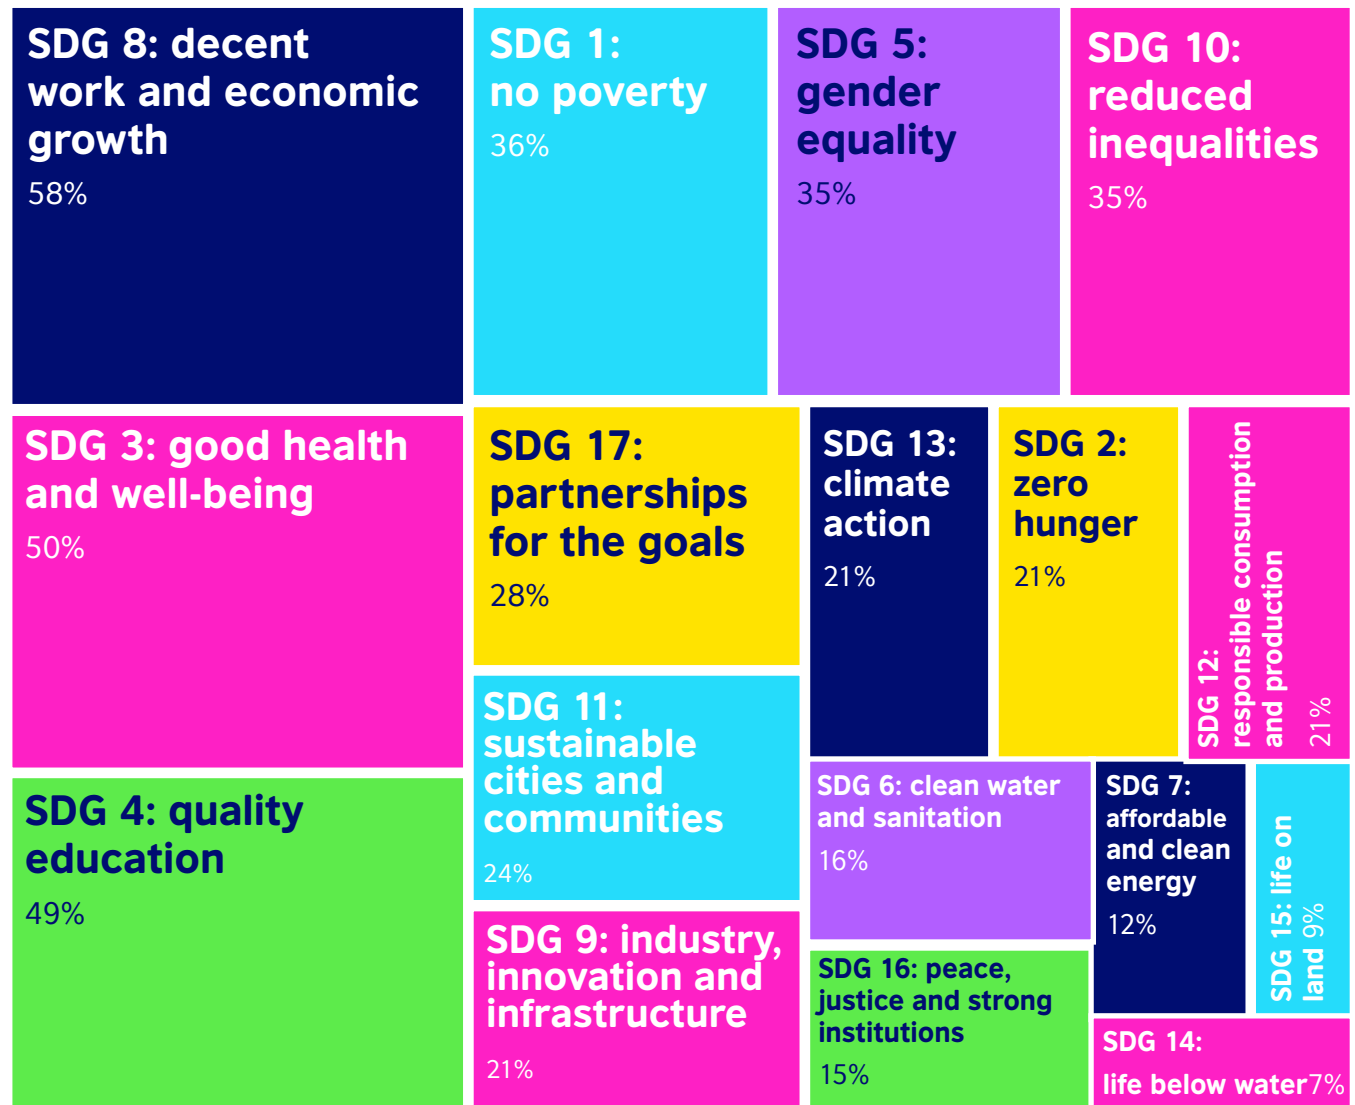 SDG 8: decent
work and economic
growth
58%
SDG 1:
no poverty
36%
SDG 5:
gender
equality
35%
SDG 10:
reduced
inequalities
35%
SDG 3: good health
and well-being
50%
SDG 17:
partnerships
for the goals
28%
SDG 13:
climate
action
21%
SDG 2:
zero
hunger
21%
SDG 12:
responsible consumption
and production
21%
SDG 4: quality
education
49%
SDG 11:
sustainable
cities and
communities
24%
SDG 6: clean water
and sanitation
16%
SDG 7:
affordable
and clean
energy
12%
SDG 15: life on
land 9%
SDG 9: industry,
innovation and
infrastructure
21%
SDG 16: peace,
justice and strong
institutions
15%
SDG 14:
life below water7%